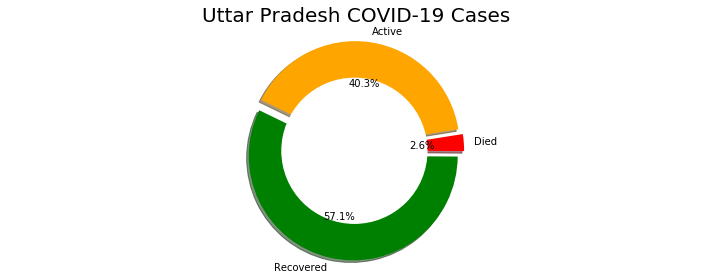 Uttar Pradesh COVID-19 Cases
Active
40.3%
Died
2.6%
57.1%
Recovered